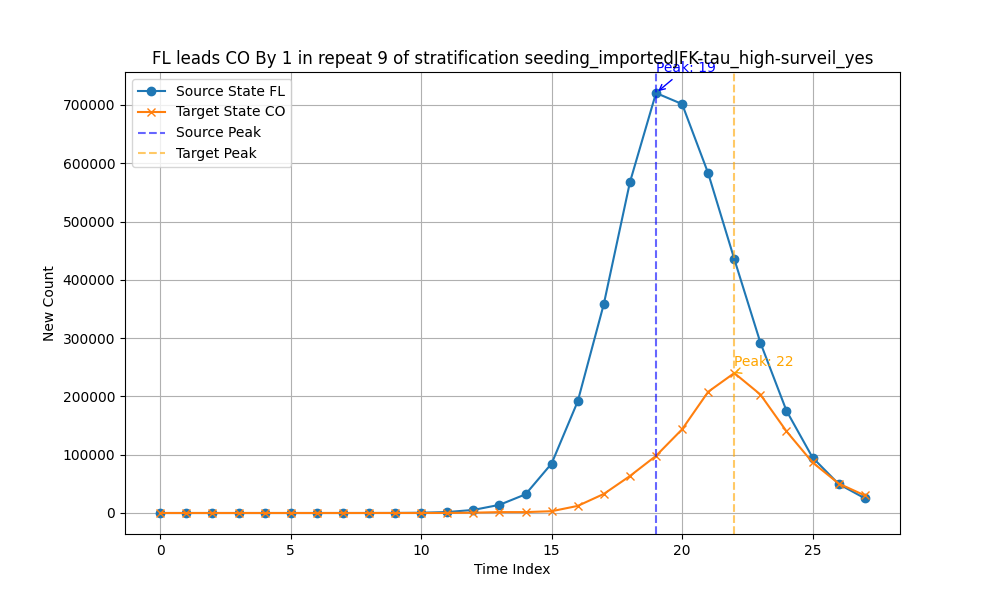 FL leads CO By 1 in repeat 9 of stratification seeding_importedJFK-tau_high-surveil_yes
Peak: 19
Source State FL
Target State CO
Source Peak
Target Peak
Peak: 22
700000
600000
500000
400000
300000
200000
100000
0
New Count
0 5 10 15 20 25
Time Index